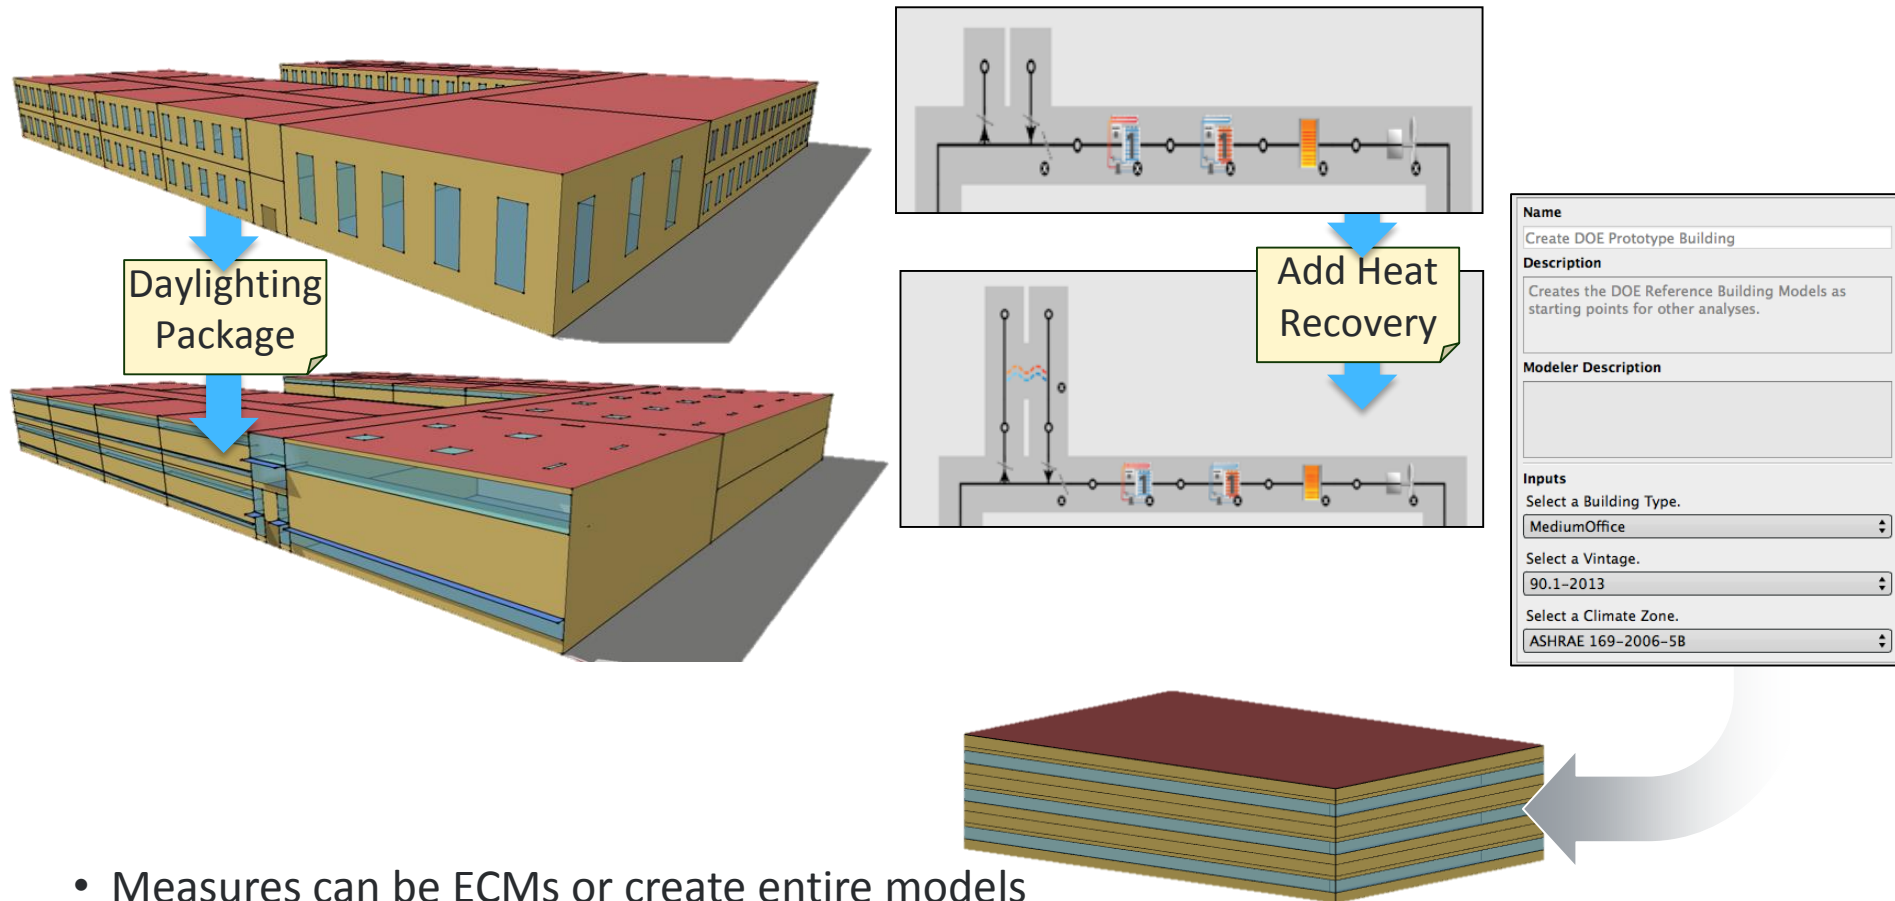 Daylighting
Package
Add Heat
Recovery
Name
Create DOE Prototype Building
Description
Creates the DOE Reference Building Models as
starting points for other analyses.
Modeler Description
Inputs
Select a Building Type.
MediumOffice
Select a Vintage.
90.1-2013
Select a Climate Zone.
ASHRAE 169-2006-5B
• Measures can be ECMs or create entire models